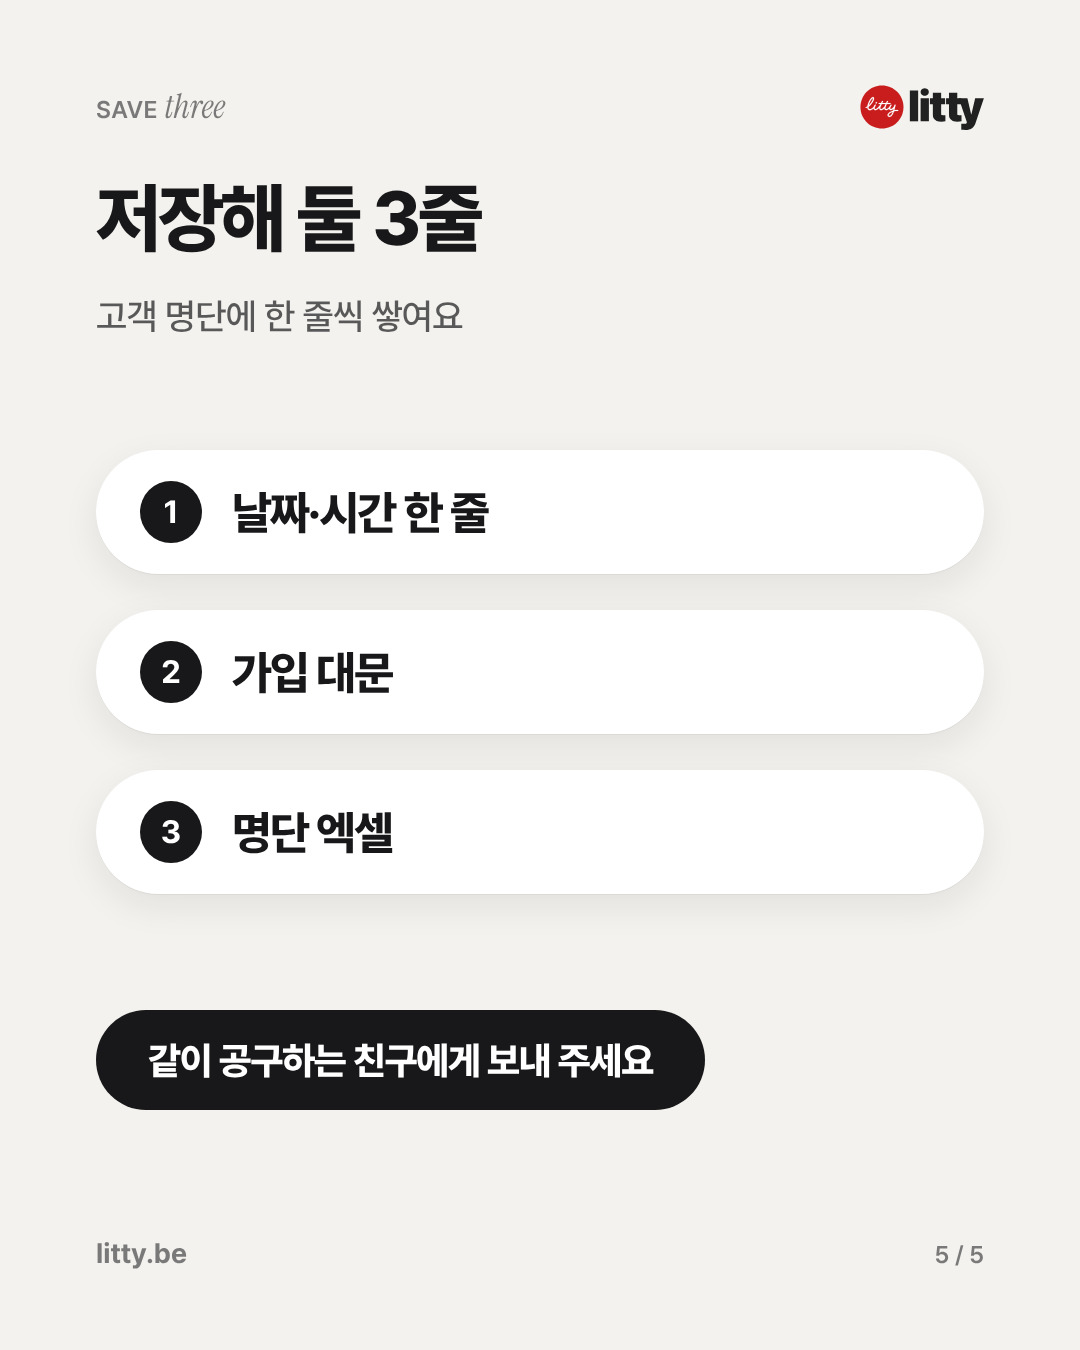 SAVE three
litty litty
저장해 둘 3줄
고객 명단에 한 줄씩 쌓여요
1 날짜·시간 한 줄
2 가입 대문
3 명단 엑셀
같이 공구하는 친구에게 보내 주세요
litty.be
5 / 5